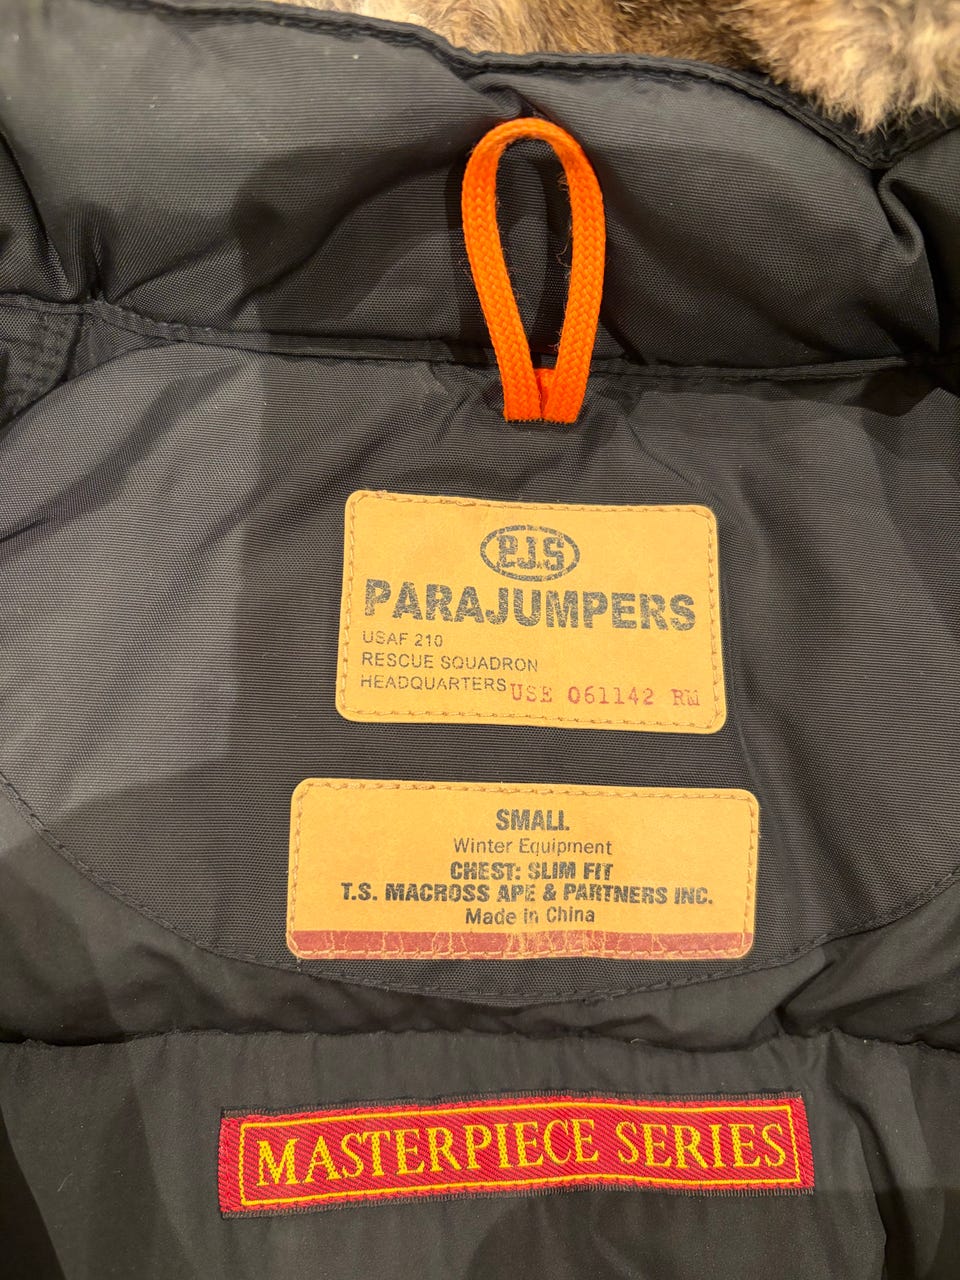 P.J.S
PARAJUMPERS
USAF 210
RESCUE SQUADRON
HEADQUARTERS USE 061142 RM
SMALL
Winter Equipment
CHEST: SLIM FIT
T.S. MACROSS APE & PARTNERS INC.
Made in China
MASTERPIECE SERIES